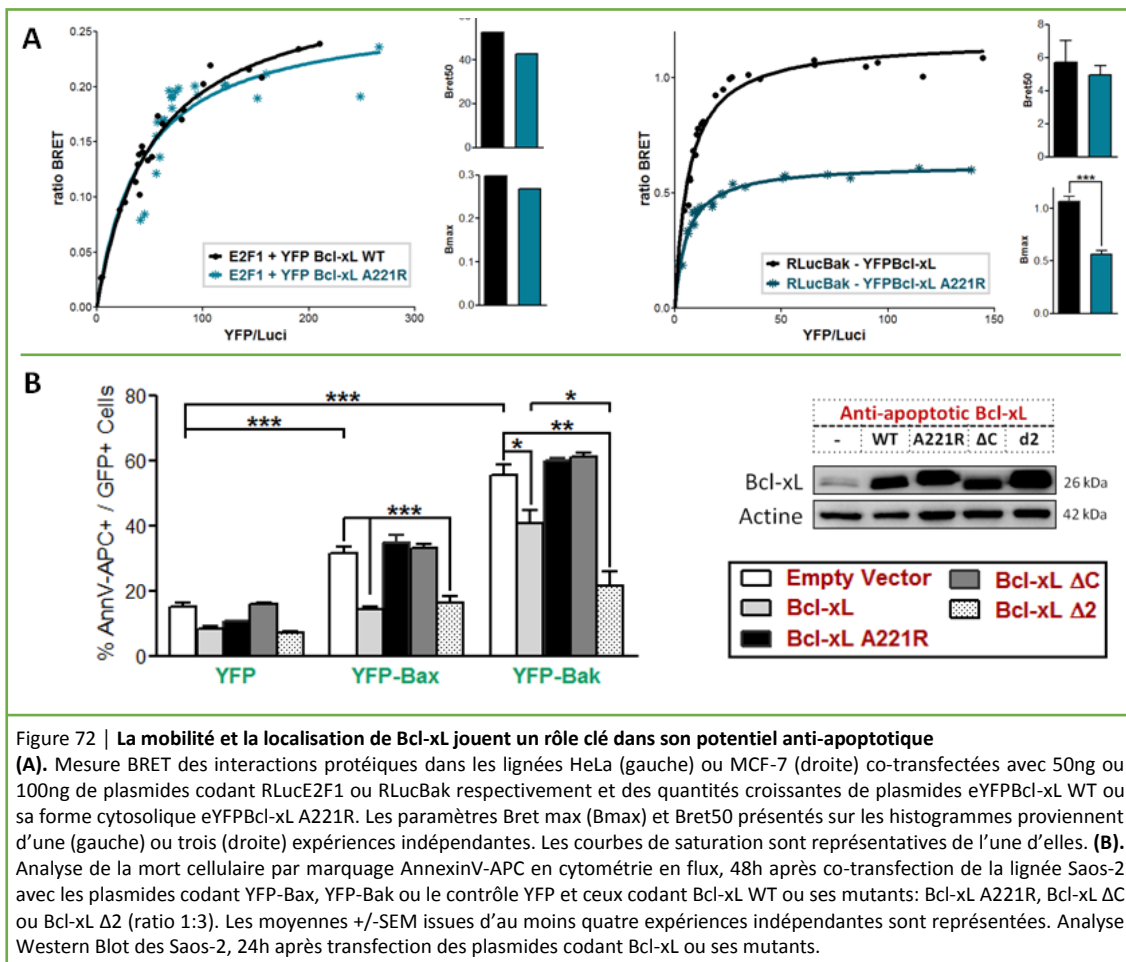 A
0.25
0.20
0.15
0.10
0.05
0.00
ratio BRET
0
100
200
300
YFP/Luci
E2F1 + YFP Bcl-xL WT
E2F1 + YFP Bcl-xL A221R
40
20
0
Bret50
0.3
0.2
0.1
0.0
Bmax
1.0
0.5
0.0
ratio BRET
0
50
100
150
YFP/Luci
RLucBak - YFPBcl-xL
RLucBak - YFPBcl-xL A221R
8
6
4
2
0
Bret50
***
1.0
0.5
0.0
Bmax
B
80
60
40
20
0
% AnnV-APC+ / GFP+ Cells
***
***
***
*
**
*
YFP
YFP-Bax
YFP-Bak
Anti-apoptotic Bcl-xL
- WT A221R ΔC d2
Bcl-xL 26 kDa
Actine 42 kDa
Empty Vector
Bcl-xL
Bcl-xL A221R
Bcl-xL ΔC
Bcl-xL Δ2
Figure 72 | La mobilité et la localisation de Bcl-xL jouent un rôle clé dans son potentiel anti-apoptotique
(A). Mesure BRET des interactions protéiques dans les lignées HeLa (gauche) ou MCF-7 (droite) co-transfectées avec 50ng ou
100ng de plasmides codant RLucE2F1 ou RLucBak respectivement et des quantités croissantes de plasmides eYFPBcl-xL WT ou
sa forme cytosolique eYFPBcl-xL A221R. Les paramètres Bret max (Bmax) et Bret50 présentés sur les histogrammes proviennent
d'une (gauche) ou trois (droite) expériences indépendantes. Les courbes de saturation sont représentatives de l'une d'elles. (B).
Analyse de la mort cellulaire par marquage AnnexinV-APC en cytométrie en flux, 48h après co-transfection de la lignée Saos-2
avec les plasmides codant YFP-Bax, YFP-Bak ou le contrôle YFP et ceux codant Bcl-xL WT ou ses mutants: Bcl-xL A221R, Bcl-xL ΔC
ou Bcl-xL Δ2 (ratio 1:3). Les moyennes +/-SEM issues d'au moins quatre expériences indépendantes sont représentées. Analyse
Western Blot des Saos-2, 24h après transfection des plasmides codant Bcl-xL ou ses mutants.